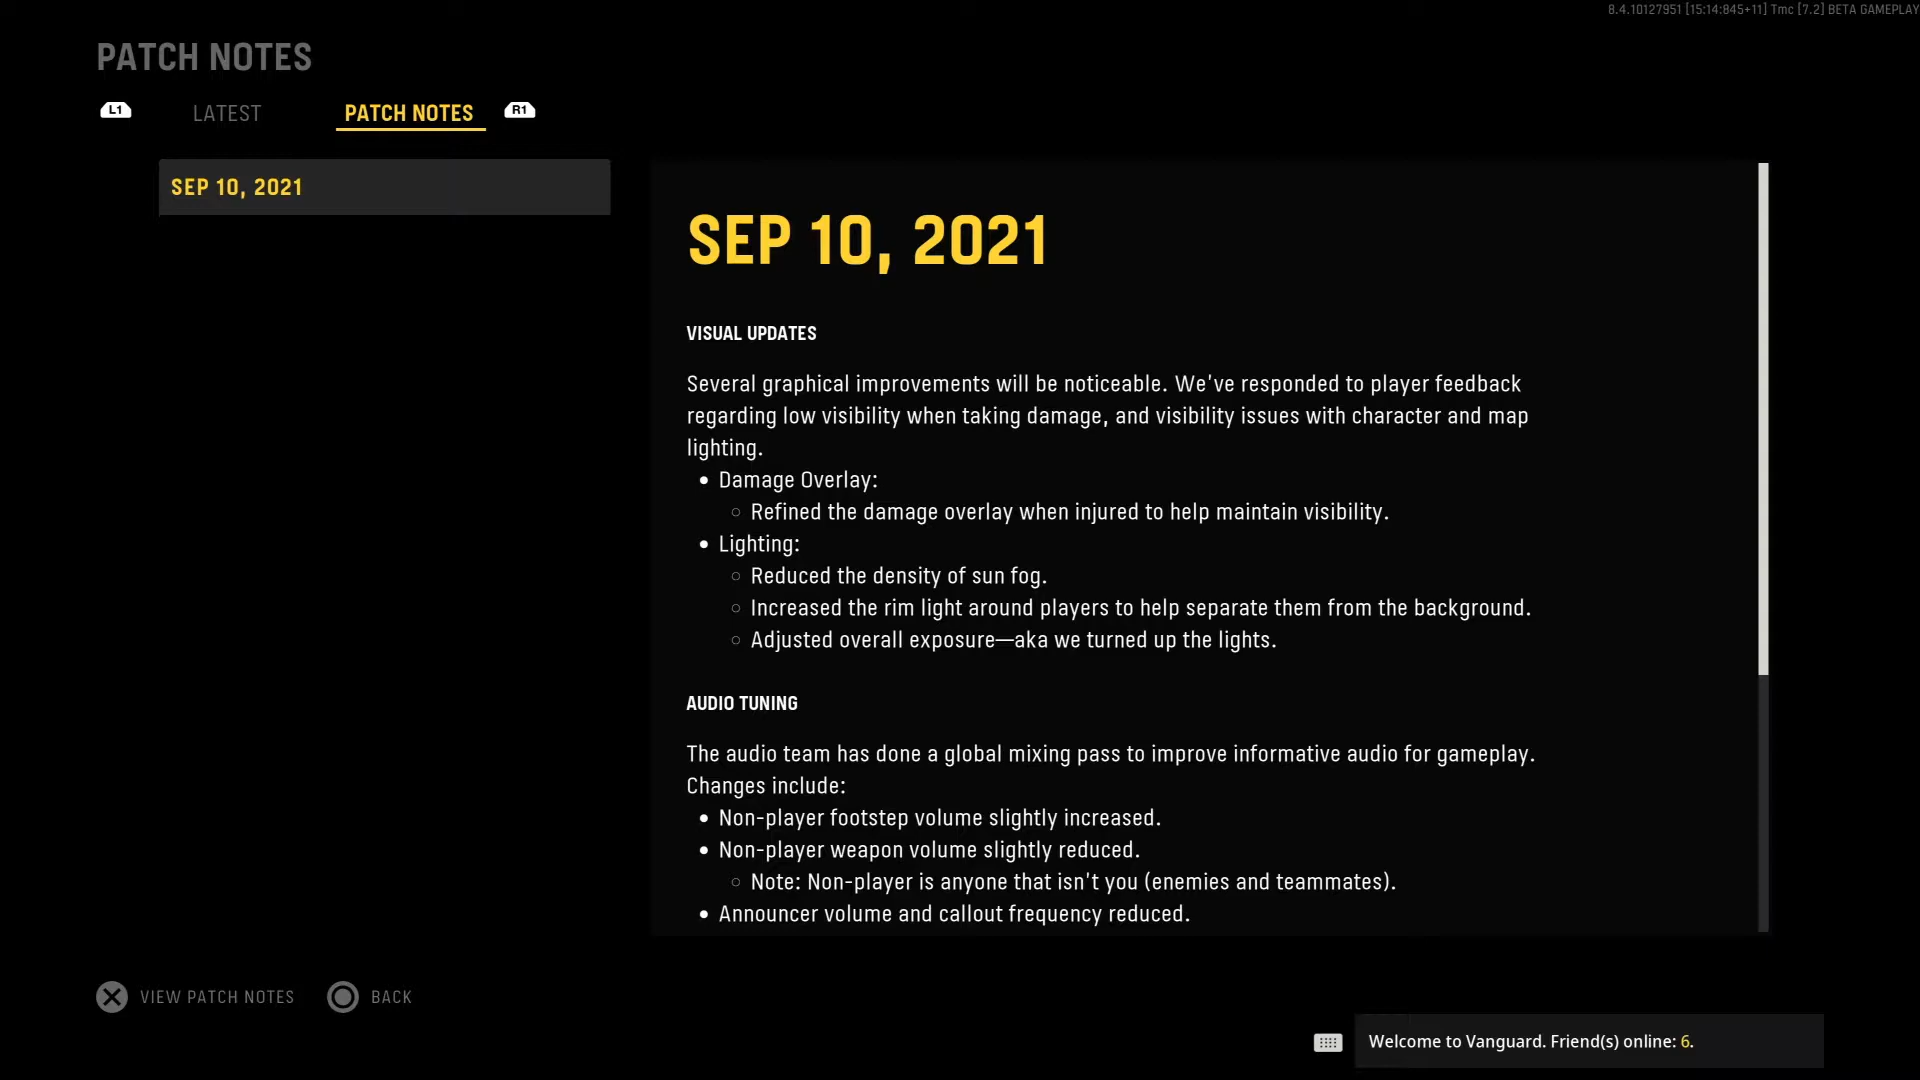 8.4.10127951 [15:14:845+11] Tmc [7.2] BETA GAMEPLAY
PATCH NOTES
L1 LATEST PATCH NOTES R1
SEP 10, 2021
SEP 10, 2021
VISUAL UPDATES
Several graphical improvements will be noticeable. We've responded to player feedback
regarding low visibility when taking damage, and visibility issues with character and map
lighting.
• Damage Overlay:
○ Refined the damage overlay when injured to help maintain visibility.
• Lighting:
○ Reduced the density of sun fog.
○ Increased the rim light around players to help separate them from the background.
○ Adjusted overall exposure—aka we turned up the lights.
AUDIO TUNING
The audio team has done a global mixing pass to improve informative audio for gameplay.
Changes include:
• Non-player footstep volume slightly increased.
• Non-player weapon volume slightly reduced.
○ Note: Non-player is anyone that isn't you (enemies and teammates).
• Announcer volume and callout frequency reduced.
VIEW PATCH NOTES BACK
Welcome to Vanguard. Friend(s) online: 6.